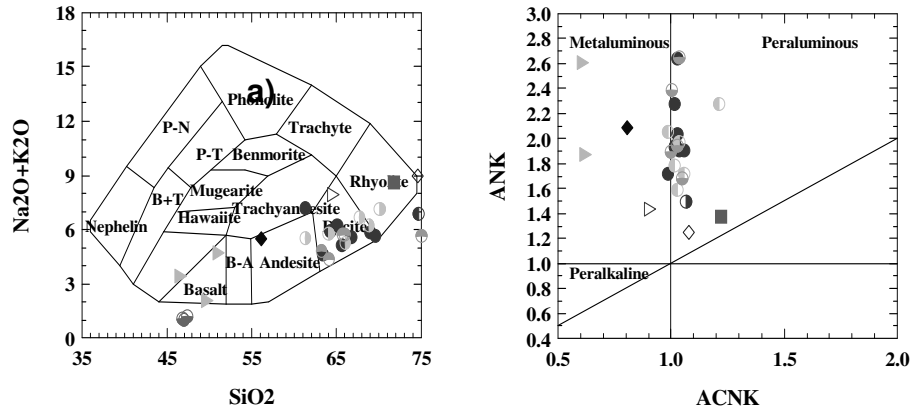 18
15
12
9
6
3
0
Na2O+K2O
a)
Phonolite
P-N
Trachyte
P-T
Benmorite
Rhyolite
B+T
Mugearite
Trachyandesite
Hawaiite
Nephelin
Dacite
B-A
Andesite
Basalt
35 45 55 65 75
SiO2
3.0
2.8
2.6
2.4
2.2
2.0
1.8
1.6
1.4
1.2
1.0
0.8
0.6
0.4
ANK
Metaluminous
Peraluminous
Peralkaline
0.5 1.0 1.5 2.0
ACNK